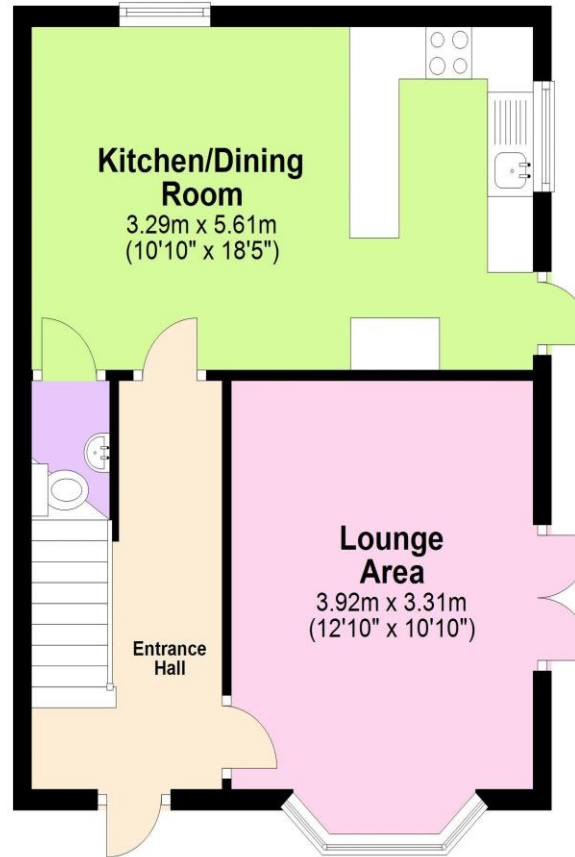 Kitchen/Dining
Room
3.29m x 5.61m
(10'10" x 18'5")
Lounge
Area
3.92m x 3.31m
(12'10" x 10'10")
Entrance
Hall